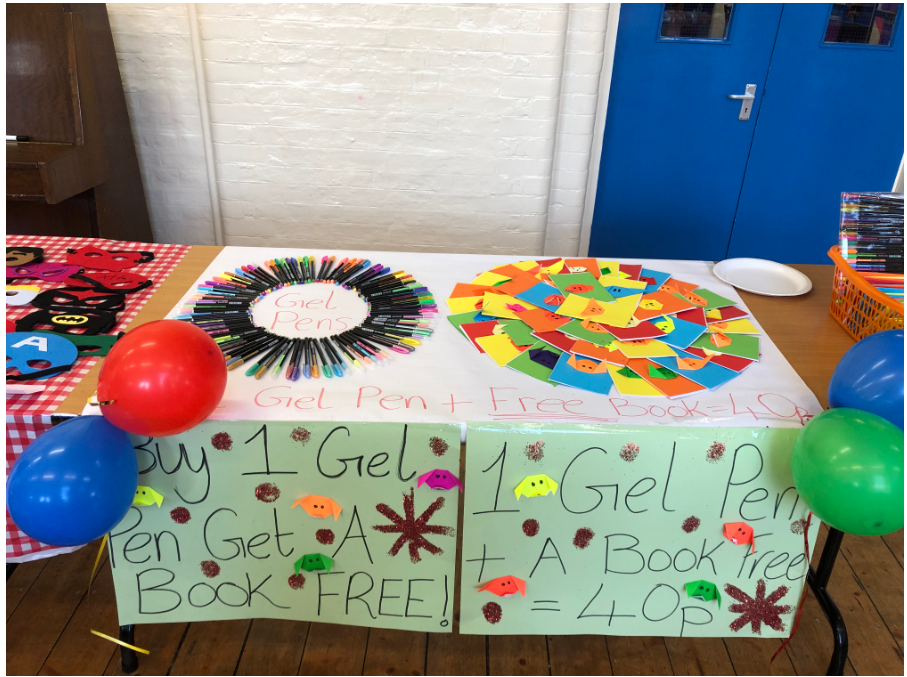 Gel
Pens
Gel Pen + Free Book = 40p
Buy 1 Gel
Pen Get A
Book FREE!
1 Gel Pen
+ A Book free
= 40p
A